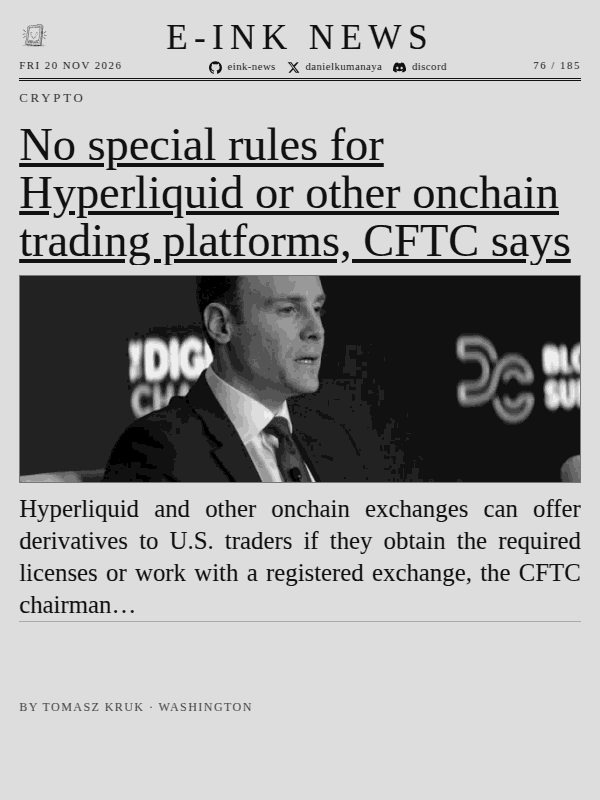 E-INK NEWS
FRI 20 NOV 2026
eink-news danielkumanaya discord
76 / 185
CRYPTO
No special rules for
Hyperliquid or other onchain
trading platforms, CFTC says
DIG
CH
Hyperliquid and other onchain exchanges can offer
derivatives to U.S. traders if they obtain the required
licenses or work with a registered exchange, the CFTC
chairman…
BY TOMASZ KRUK · WASHINGTON